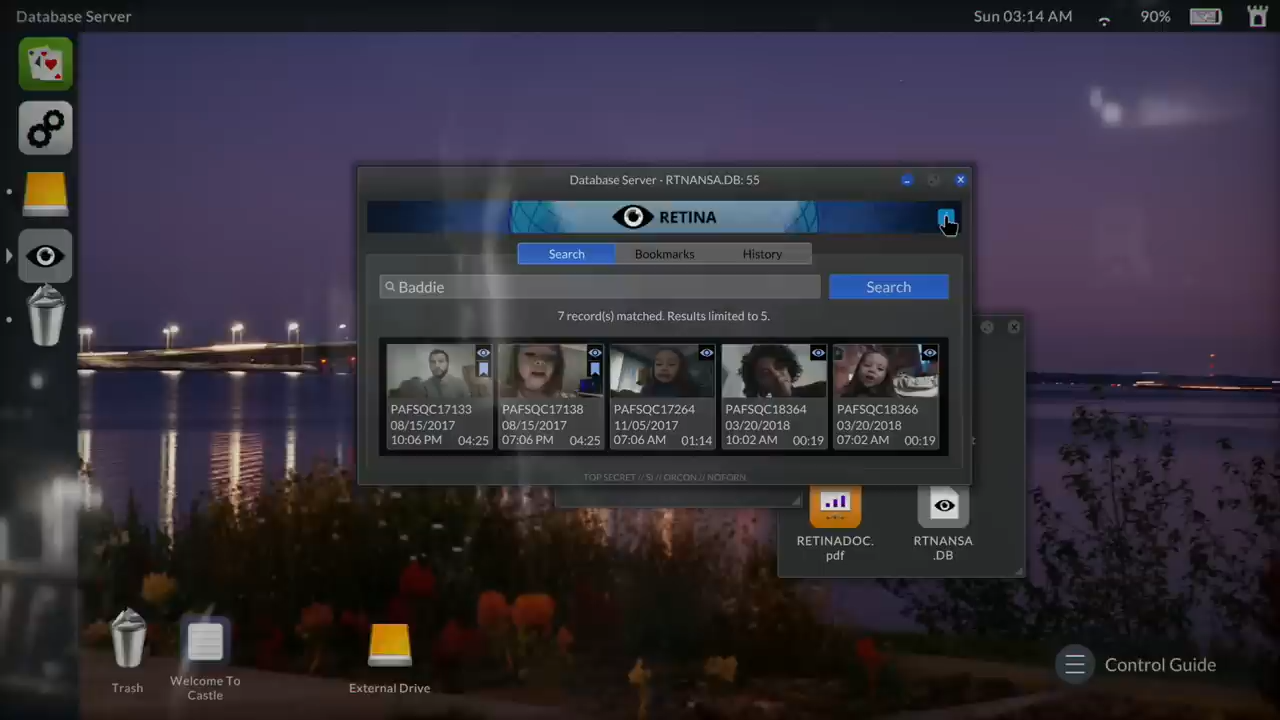 Database Server
Sun 03:14 AM
90%
Database Server - RTNANSA.DB: 55
RETINA
Search
Bookmarks
History
Baddie
Search
7 record(s) matched. Results limited to 5.
PAFSQC17133
08/15/2017
10:06 PM 04:25
PAFSQC17138
08/15/2017
07:06 PM 04:25
PAFSQC17264
11/05/2017
07:06 AM 01:14
PAFSQC18364
03/20/2018
10:02 AM 00:19
PAFSQC18366
03/20/2018
07:02 AM 00:19
TOP SECRET // SI // ORCON // NOFORN
RETINADOC.
pdf
RTNANSA
.DB
Trash
Welcome To
Castle
External Drive
Control Guide